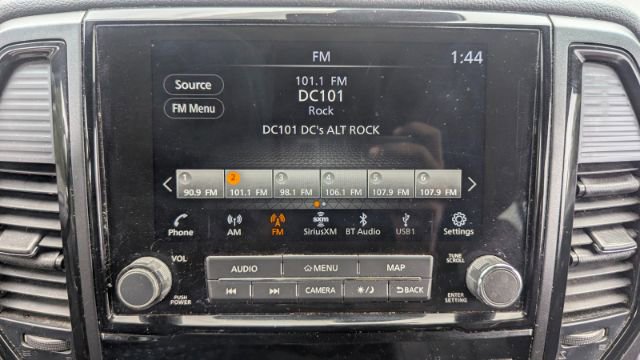 FM
1:44
Source
101.1 FM
DC101
FM Menu
Rock
DC101 DC's ALT ROCK
1 2 3 4 5 6
90.9 FM 101.1 FM 98.1 FM 106.1 FM 107.9 FM 107.9 FM
Phone AM FM sxm SiriusXM BT Audio USB1 Settings
VOL
AUDIO MENU MAP
TUNE
SCROLL
PUSH
POWER
CAMERA BACK
ENTER
SETTING